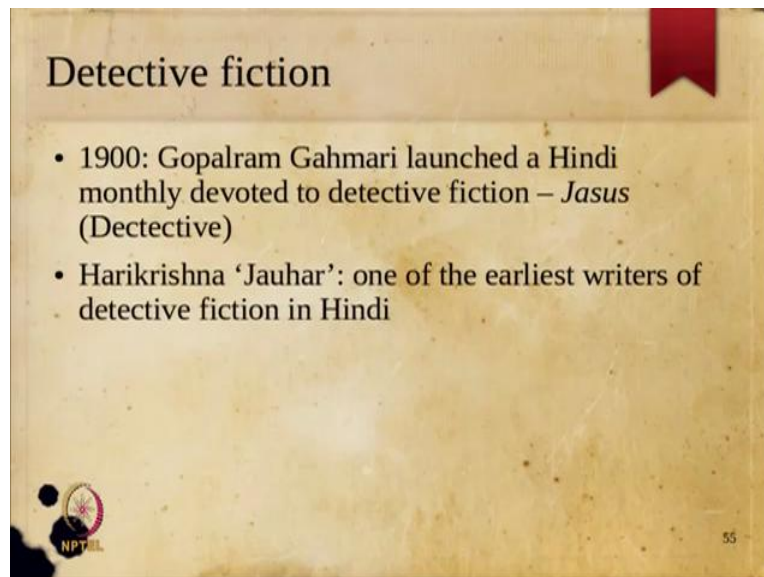 Detective fiction
• 1900: Gopalram Gahmari launched a Hindi
monthly devoted to detective fiction – Jasus
(Dectective)
• Harikrishna ‘Jauhar’: one of the earliest writers of
detective fiction in Hindi
NPTEL
55